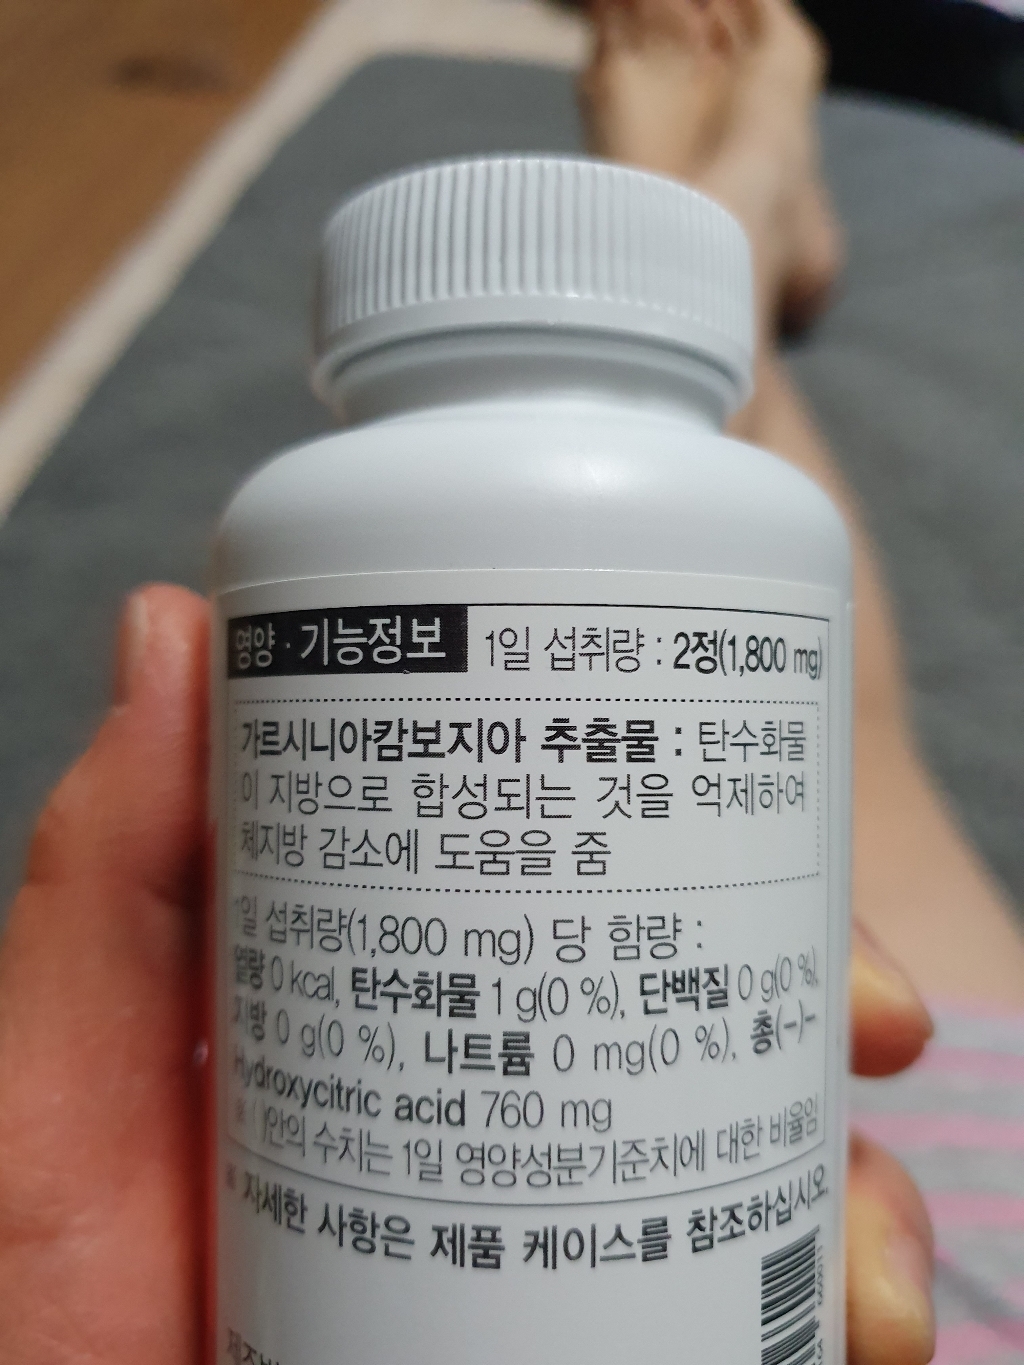 영양 · 기능정보 1일 섭취량 : 2정(1,800 mg)
가르시니아캄보지아 추출물 : 탄수화물
이 지방으로 합성되는 것을 억제하여
체지방 감소에 도움을 줌
1일 섭취량(1,800 mg) 당 함량 :
열량 0 kcal, 탄수화물 1 g(0 %), 단백질 0 g(0 %),
지방 0 g(0 %), 나트륨 0 mg(0 %), 총(-)-
Hydroxycitric acid 760 mg
※ ( )안의 수치는 1일 영양성분기준치에 대한 비율임
※ 자세한 사항은 제품 케이스를 참조하십시오.